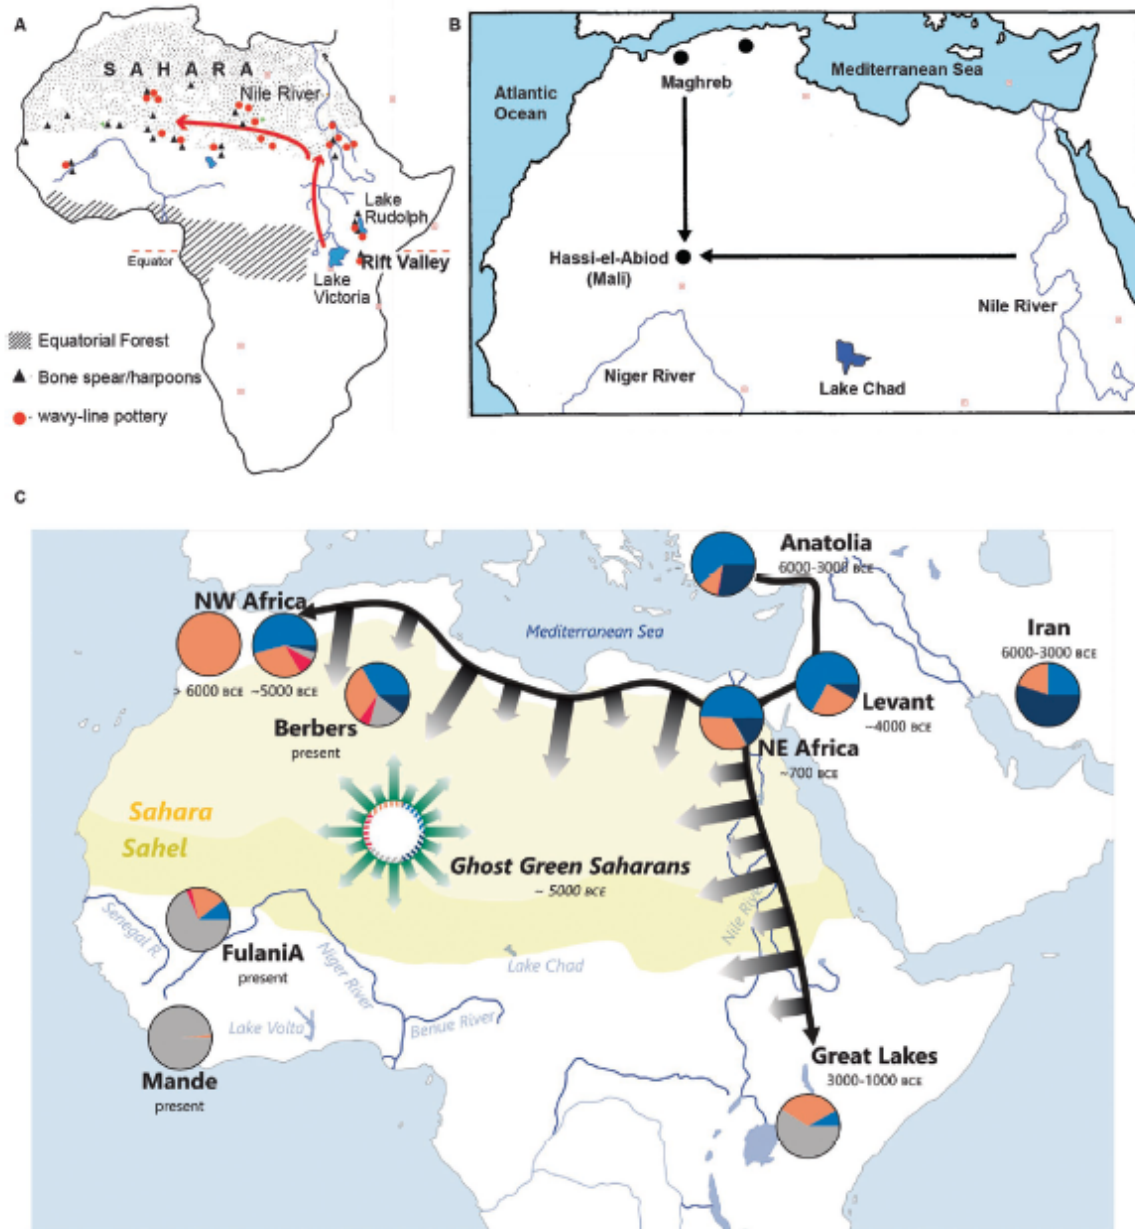 A
S A H A R A
Nile River
Lake
Rudolph
Equator
Rift Valley
Lake
Victoria
Equatorial Forest
Bone spear/harpoons
wavy-line pottery
B
Atlantic
Ocean
Maghreb
Mediterranean Sea
Hassi-el-Abiod
(Mali)
Nile River
Niger River
Lake Chad
C
Anatolia
6000-3000 BCE
NW Africa
> 6000 BCE
~5000 BCE
Mediterranean Sea
Iran
6000-3000 BCE
Levant
~4000 BCE
Berbers
present
NE Africa
~700 BCE
Sahara
Sahel
Ghost Green Saharans
~ 5000 BCE
Nile River
Senegal R.
FulaniA
present
Niger River
Lake Chad
Lake Volta
Benue River
Mande
present
Great Lakes
3000-1000 BCE